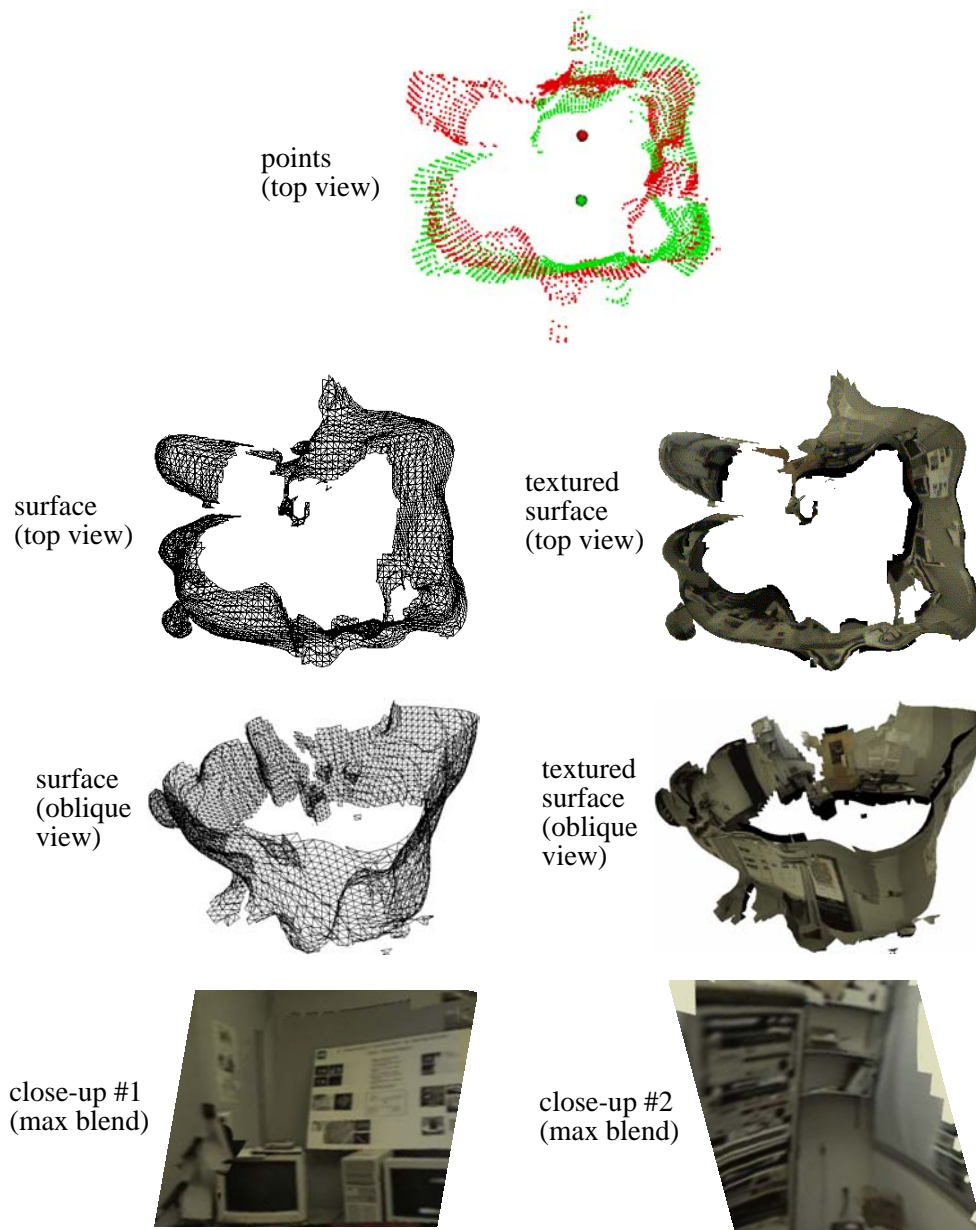 points
(top view)
surface
(top view)
textured
surface
(top view)
surface
(oblique
view)
textured
surface
(oblique
view)
close-up #1
(max blend)
close-up #2
(max blend)